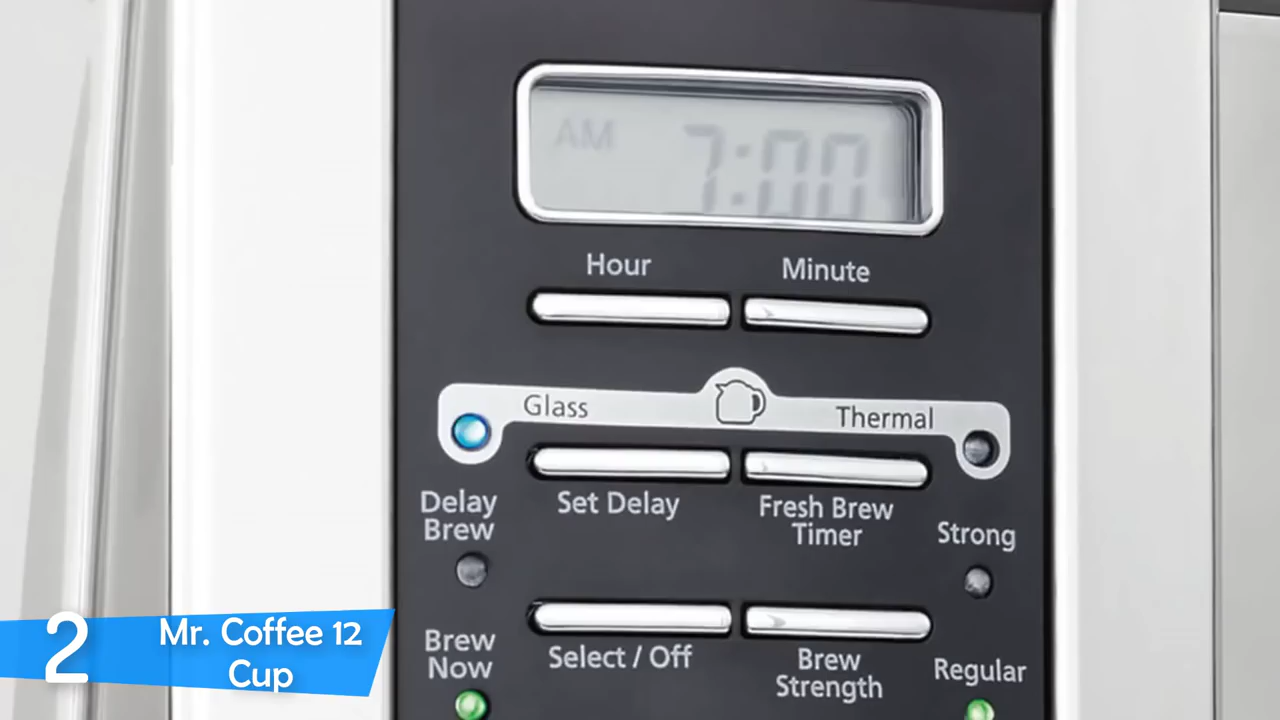 AM 7:00
Hour Minute
Glass Thermal
Set Delay
Fresh Brew
Timer
Delay
Brew
Strong
Select / Off
Brew
Strength
Brew
Now
Regular
2
Mr. Coffee 12
Cup